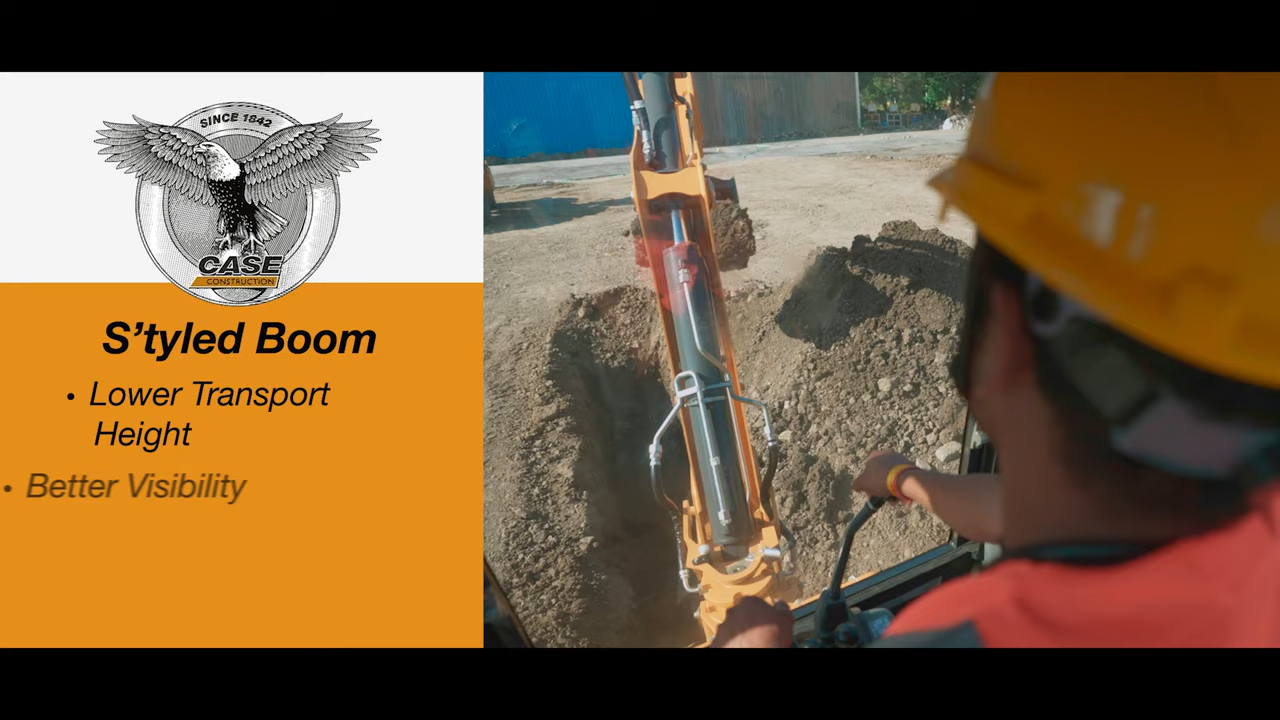 SINCE 1842
CASE
CONSTRUCTION
S’tyled Boom
• Lower Transport
Height
• Better Visibility